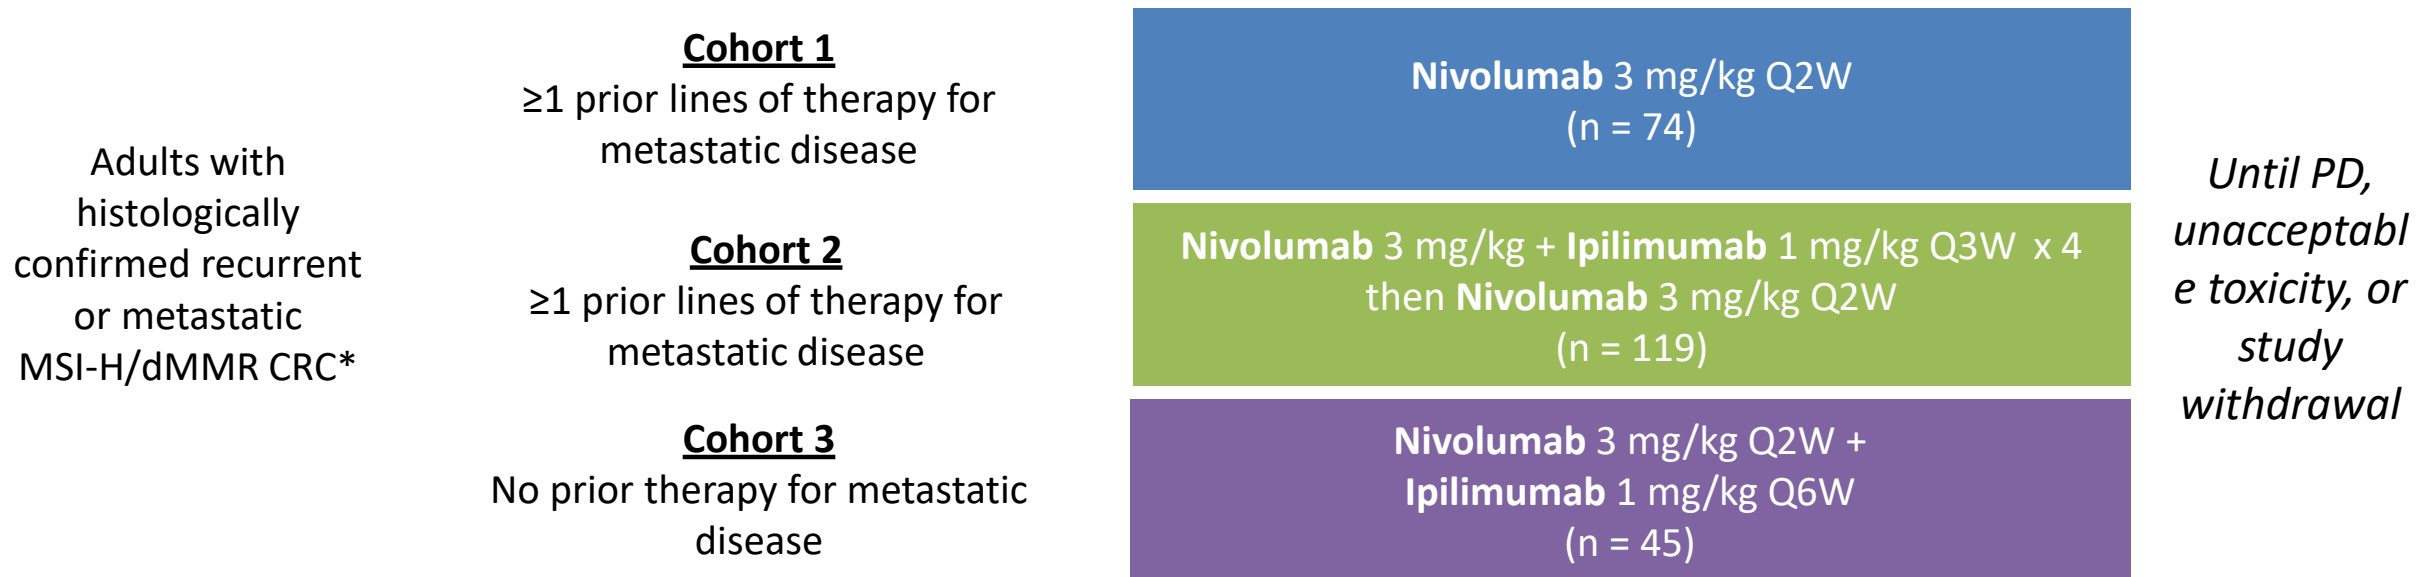 Adults with
histologically
confirmed recurrent
or metastatic
MSI-H/dMMR CRC*
Cohort 1
≥1 prior lines of therapy for
metastatic disease
Cohort 2
≥1 prior lines of therapy for
metastatic disease
Cohort 3
No prior therapy for metastatic
disease
Nivolumab 3 mg/kg Q2W
(n = 74)
Nivolumab 3 mg/kg + Ipilimumab 1 mg/kg Q3W  x 4
then Nivolumab 3 mg/kg Q2W
(n = 119)
Nivolumab 3 mg/kg Q2W +
Ipilimumab 1 mg/kg Q6W
(n = 45)
Until PD,
unacceptabl
e toxicity, or
study
withdrawal